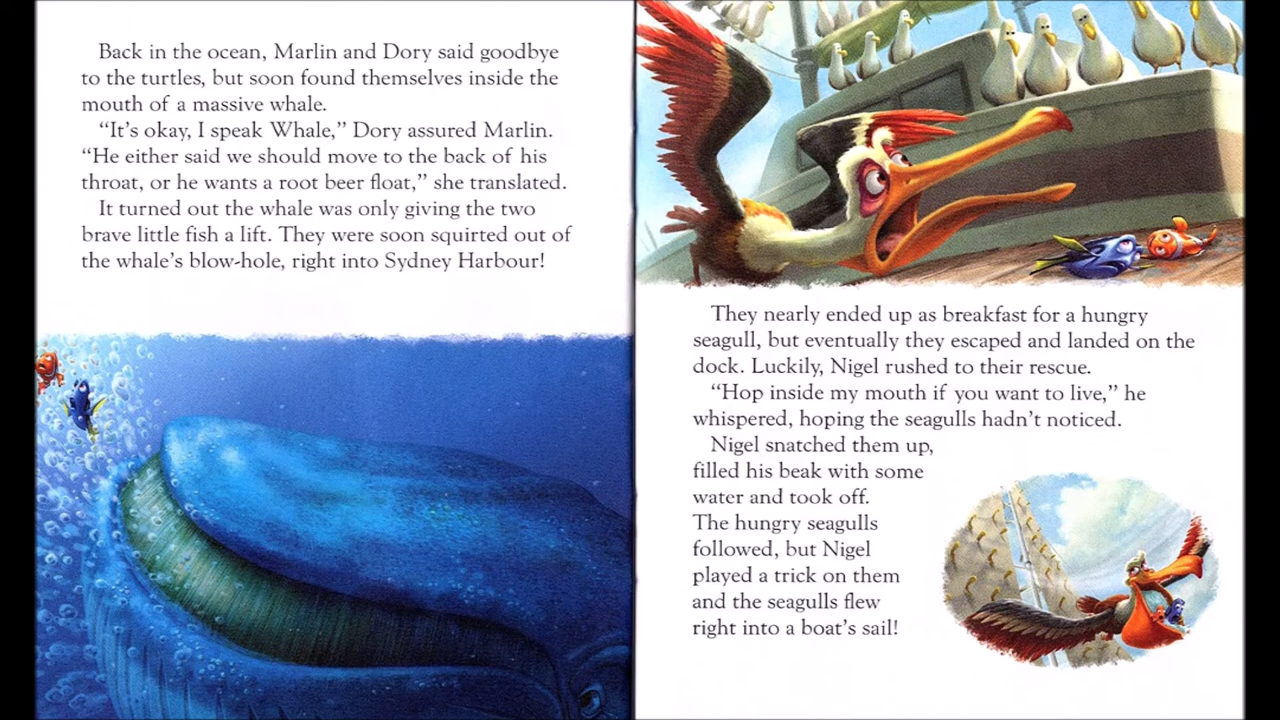 Back in the ocean, Marlin and Dory said goodbye
to the turtles, but soon found themselves inside the
mouth of a massive whale.
“It’s okay, I speak Whale,” Dory assured Marlin.
“He either said we should move to the back of his
throat, or he wants a root beer float,” she translated.
It turned out the whale was only giving the two
brave little fish a lift. They were soon squirted out of
the whale’s blow-hole, right into Sydney Harbour!
They nearly ended up as breakfast for a hungry
seagull, but eventually they escaped and landed on the
dock. Luckily, Nigel rushed to their rescue.
“Hop inside my mouth if you want to live,” he
whispered, hoping the seagulls hadn’t noticed.
Nigel snatched them up,
filled his beak with some
water and took off.
The hungry seagulls
followed, but Nigel
played a trick on them
and the seagulls flew
right into a boat’s sail!